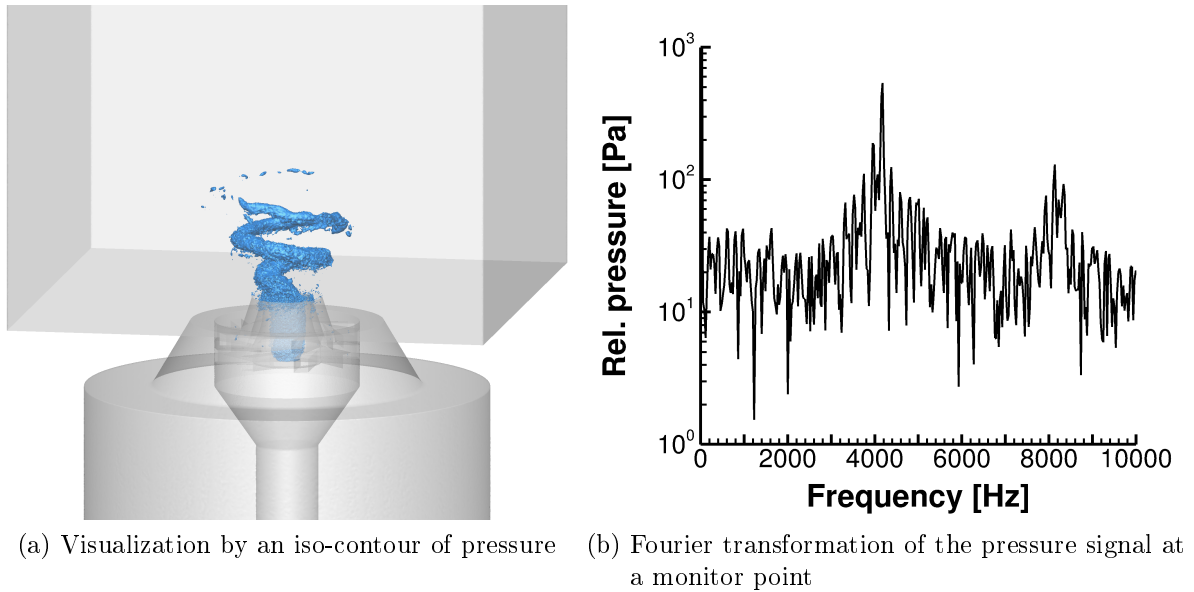 10³
10²
10¹
10⁰
Rel. pressure [Pa]
0 2000 4000 6000 8000 10000
Frequency [Hz]
(a) Visualization by an iso-contour of pressure
(b) Fourier transformation of the pressure signal at
a monitor point